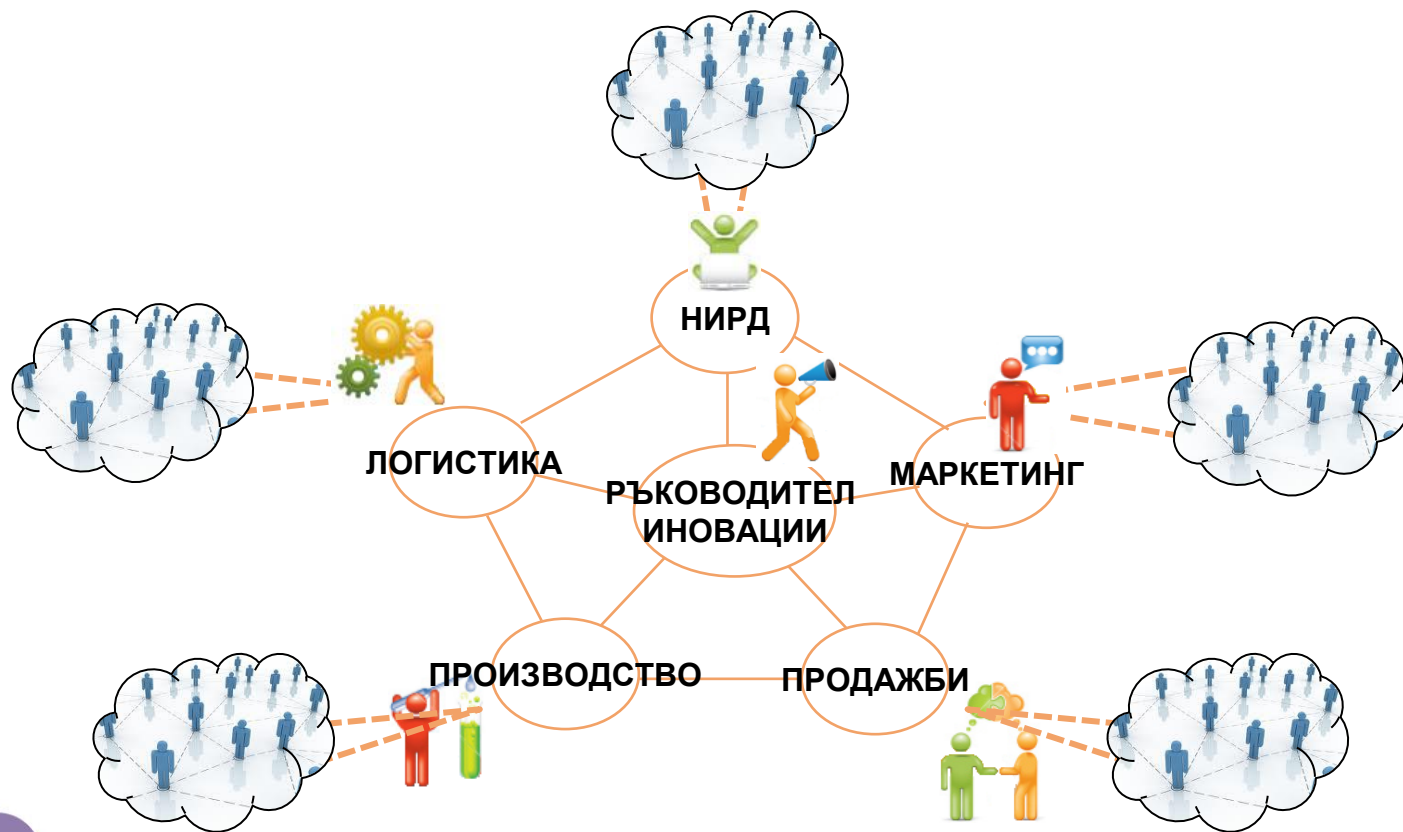 НИРД
ЛОГИСТИКА
МАРКЕТИНГ
РЪКОВОДИТЕЛ
ИНОВАЦИИ
ПРОИЗВОДСТВО
ПРОДАЖБИ